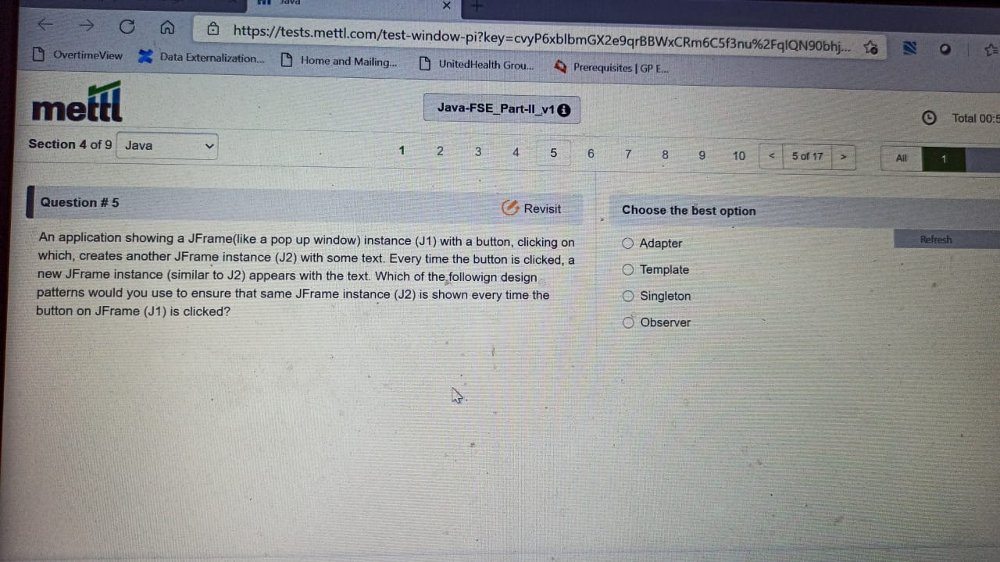 Java
https://tests.mettl.com/test-window-pi?key=cvyP6xblbmGX2e9qrBBWxCRm6C5f3nu%2FqlQN90bhj...
OvertimeView Data Externalization... Home and Mailing... UnitedHealth Grou... Prerequisites | GP E...
mettl
Java-FSE_Part-II_v1
Total 00:5
Section 4 of 9 Java 1 2 3 4 5 6 7 8 9 10 < 5 of 17 > All 1
Question # 5 Revisit
Choose the best option
Refresh
An application showing a JFrame(like a pop up window) instance (J1) with a button, clicking on
which, creates another JFrame instance (J2) with some text. Every time the button is clicked, a
new JFrame instance (similar to J2) appears with the text. Which of the followign design
patterns would you use to ensure that same JFrame instance (J2) is shown every time the
button on JFrame (J1) is clicked?
Adapter
Template
Singleton
Observer